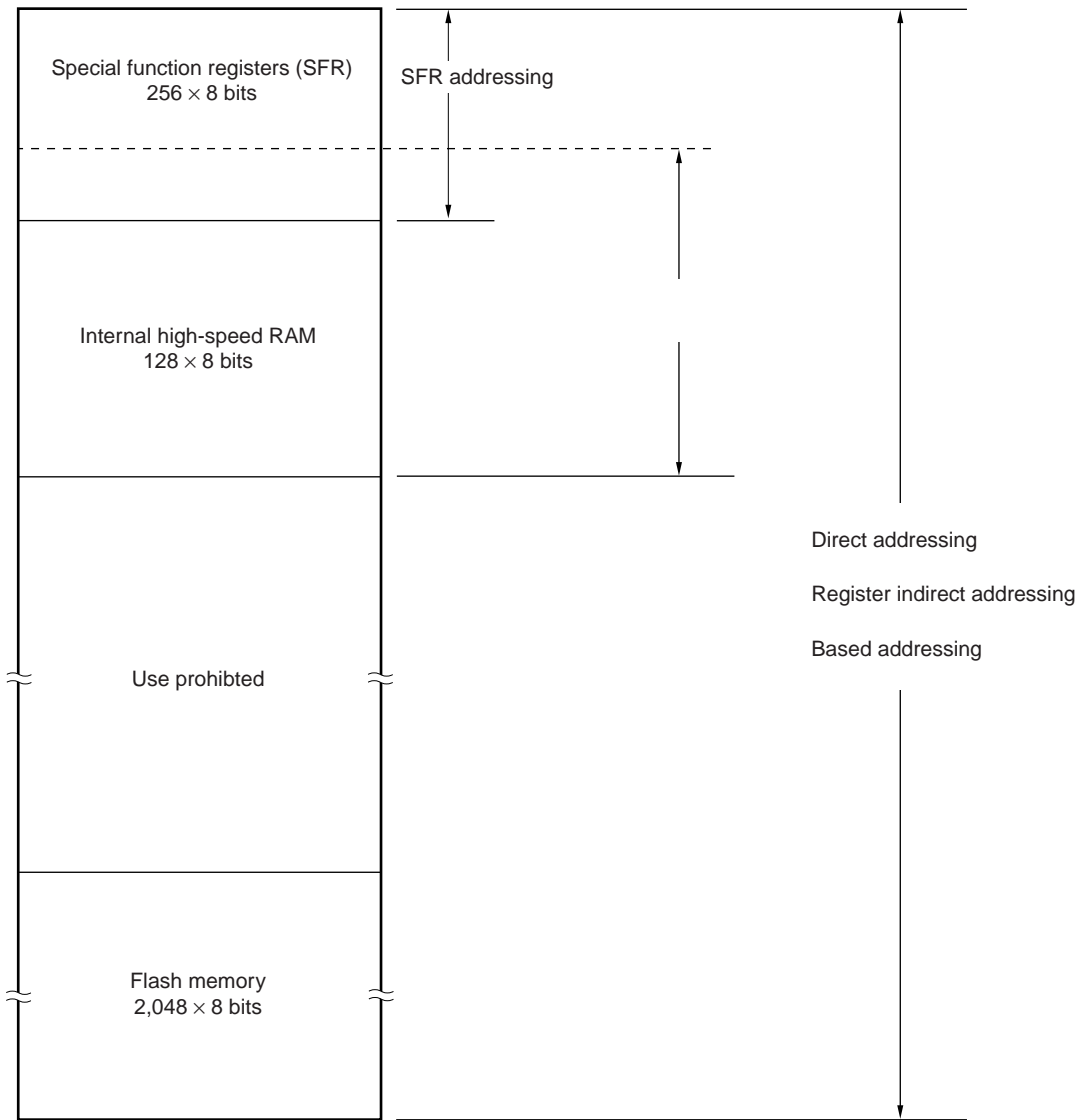 Special function registers (SFR)
256 × 8 bits
SFR addressing
Internal high-speed RAM
128 × 8 bits
Direct addressing
Register indirect addressing
Based addressing
Use prohibted
Flash memory
2,048 × 8 bits